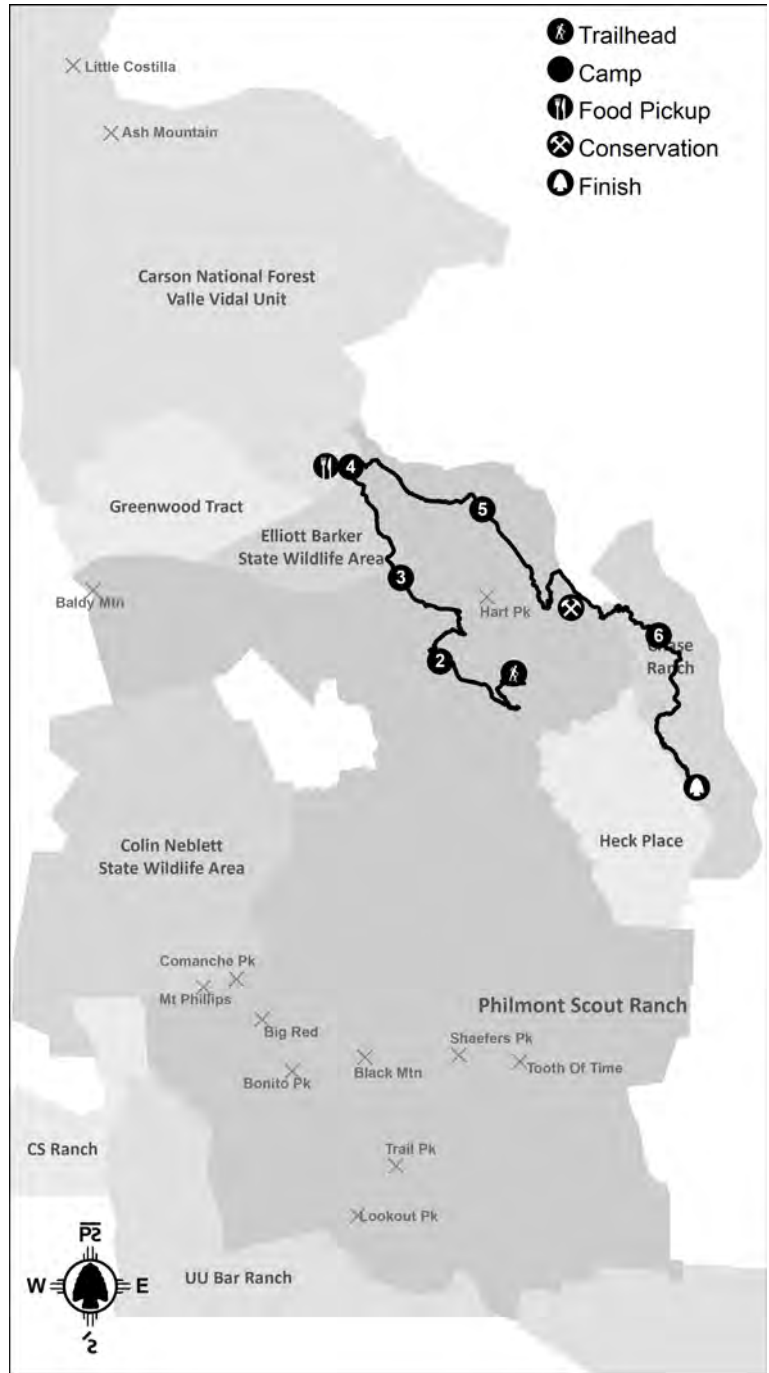 Trailhead
Camp
Food Pickup
Conservation
Finish
Little Costilla
Ash Mountain
Carson National Forest
Valle Vidal Unit
4
Greenwood Tract
5
Elliott Barker
State Wildlife Area
3
Baldy Mtn
Hart Pk
6
Chase
Ranch
2
Heck Place
Colin Neblett
State Wildlife Area
Comanche Pk
Mt Phillips
Philmont Scout Ranch
Big Red
Shaefers Pk
Black Mtn
Tooth Of Time
Bonito Pk
CS Ranch
Trail Pk
Lookout Pk
UU Bar Ranch
W
E